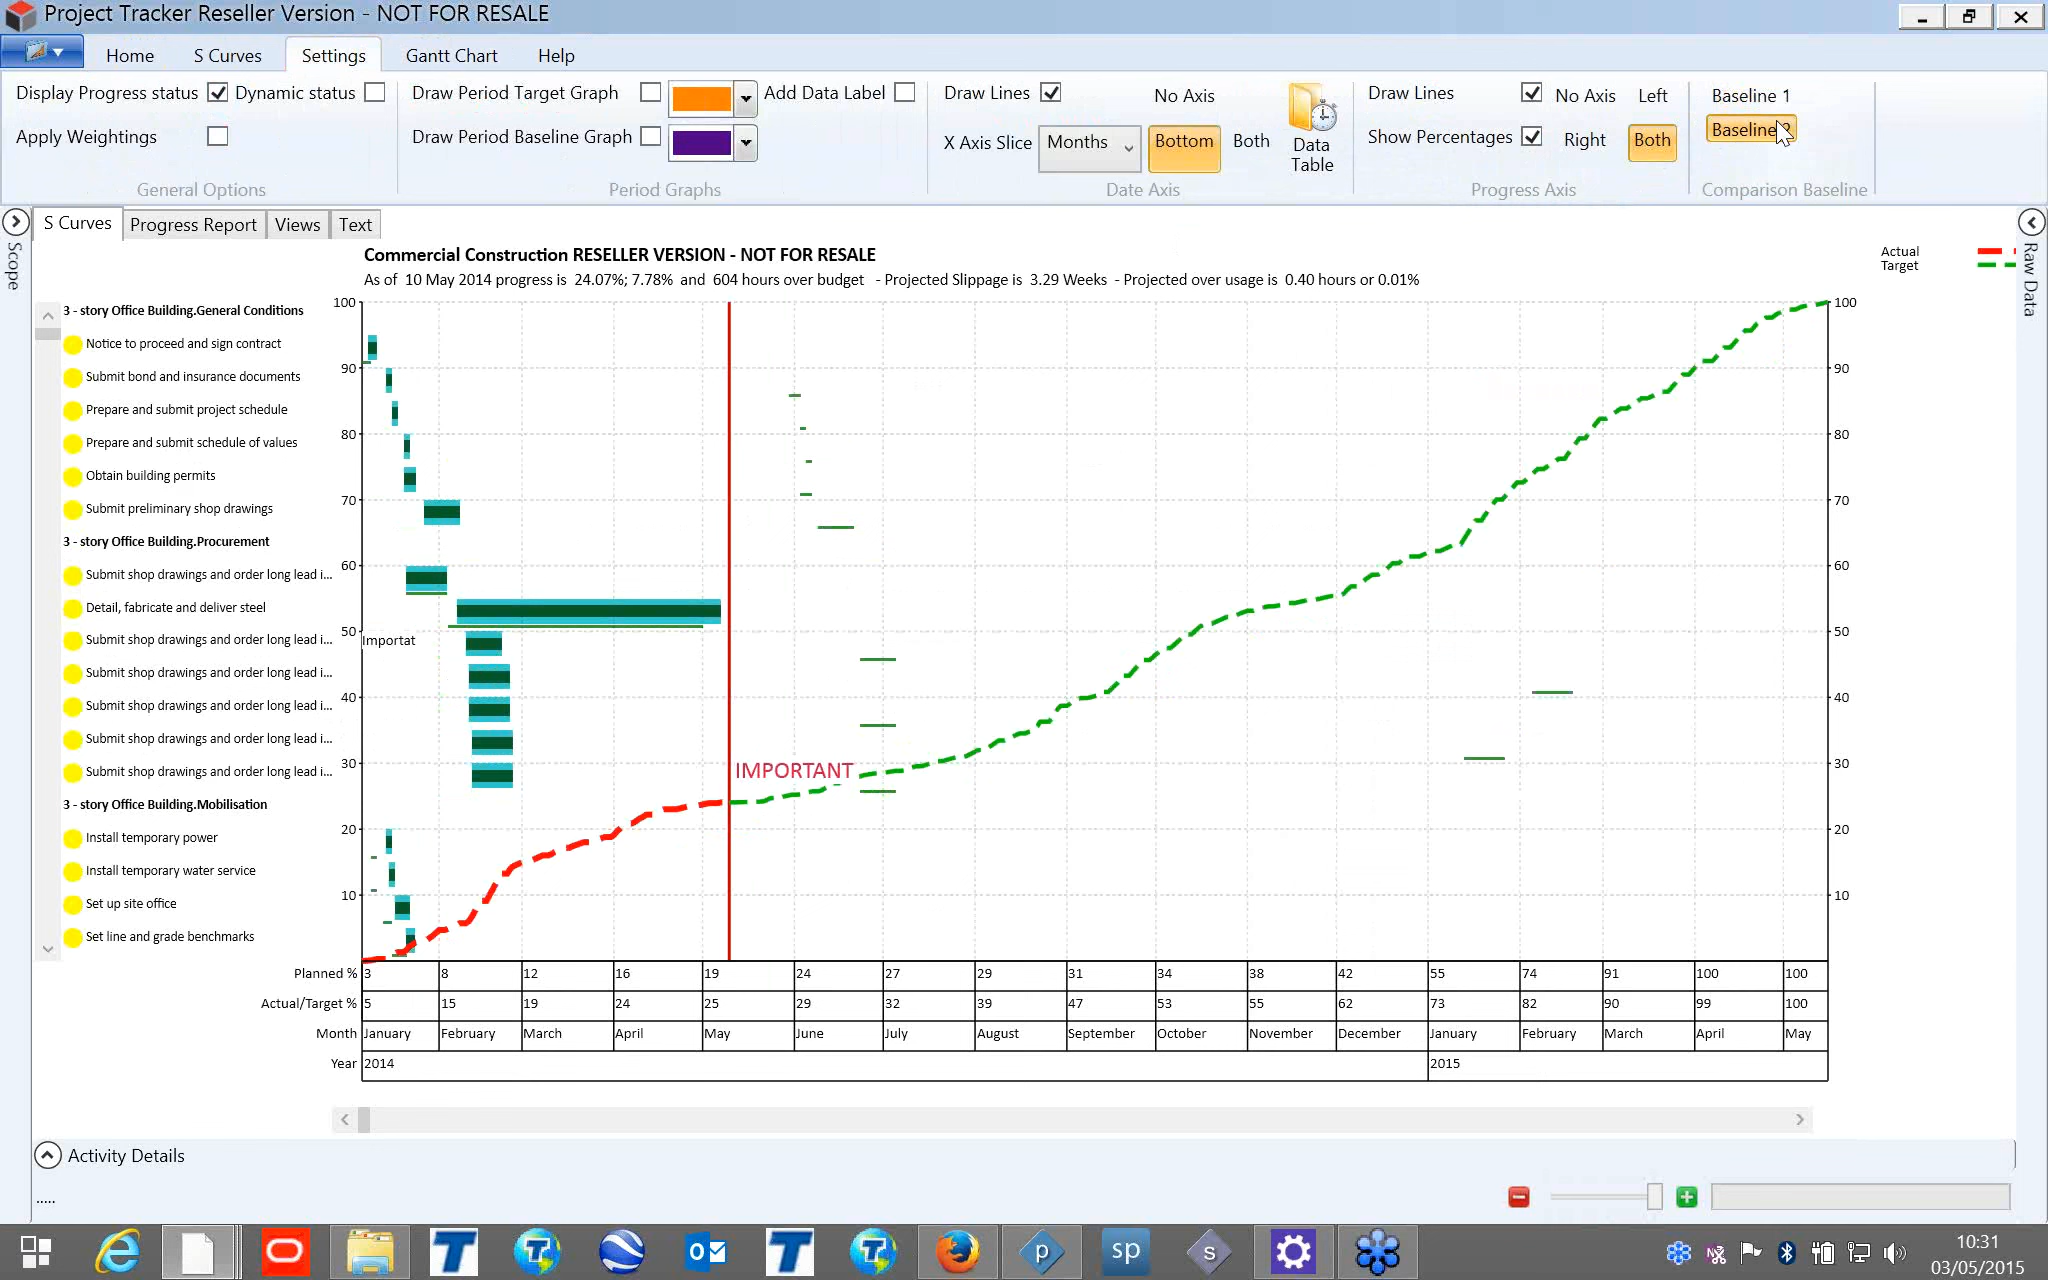 Project Tracker Reseller Version - NOT FOR RESALE
Home S Curves Settings Gantt Chart Help
Display Progress status Dynamic status
Apply Weightings
General Options
Draw Period Target Graph Add Data Label
Draw Period Baseline Graph
Period Graphs
Draw Lines No Axis
X Axis Slice Months Bottom Both
Data Table
Date Axis
Draw Lines No Axis Left
Show Percentages Right Both
Progress Axis
Baseline 1
Baseline
Comparison Baseline
Scope
S Curves Progress Report Views Text
Raw Data
Commercial Construction RESELLER VERSION - NOT FOR RESALE
As of 10 May 2014 progress is 24.07%; 7.78% and 604 hours over budget - Projected Slippage is 3.29 Weeks - Projected over usage is 0.40 hours or 0.01%
Actual
Target
3 - story Office Building.General Conditions
Notice to proceed and sign contract
Submit bond and insurance documents
Prepare and submit project schedule
Prepare and submit schedule of values
Obtain building permits
Submit preliminary shop drawings
3 - story Office Building.Procurement
Submit shop drawings and order long lead i...
Detail, fabricate and deliver steel
Submit shop drawings and order long lead i...
Submit shop drawings and order long lead i...
Submit shop drawings and order long lead i...
Submit shop drawings and order long lead i...
Submit shop drawings and order long lead i...
3 - story Office Building.Mobilisation
Install temporary power
Install temporary water service
Set up site office
Set line and grade benchmarks
100 100
90 90
80 80
70 70
60 60
50 50
Importat
40 40
30 30
IMPORTANT
20 20
10 10
Planned % 3 8 12 16 19 24 27 29 31 34 38 42 55 74 91 100 100
Actual/Target % 5 15 19 24 25 29 32 39 47 53 55 62 73 82 90 99 100
Month January February March April May June July August September October November December January February March April May
Year 2014 2015
Activity Details
.....
T T p sp s
10:31
03/05/2015